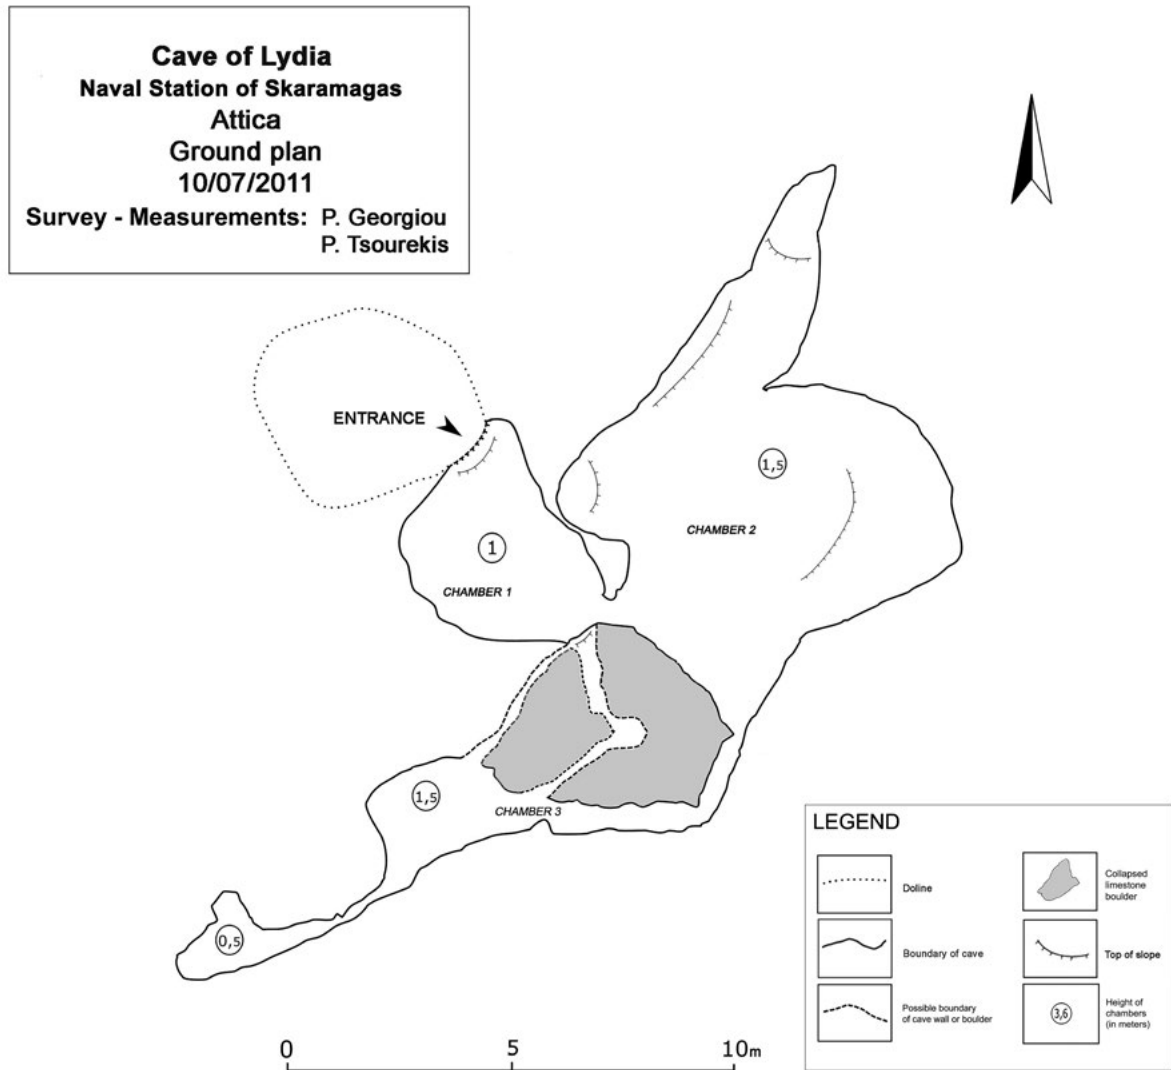 Cave of Lydia
Naval Station of Skaramagas
Attica
Ground plan
10/07/2011
Survey - Measurements: P. Georgiou
P. Tsourekis
ENTRANCE
1,5
CHAMBER 2
1
CHAMBER 1
1,5
CHAMBER 3
0,5
LEGEND
Doline
Collapsed
limestone
boulder
Boundary of cave
Top of slope
Possible boundary
of cave wall or boulder
3,6
Height of
chambers
(in meters)
0 5 10m